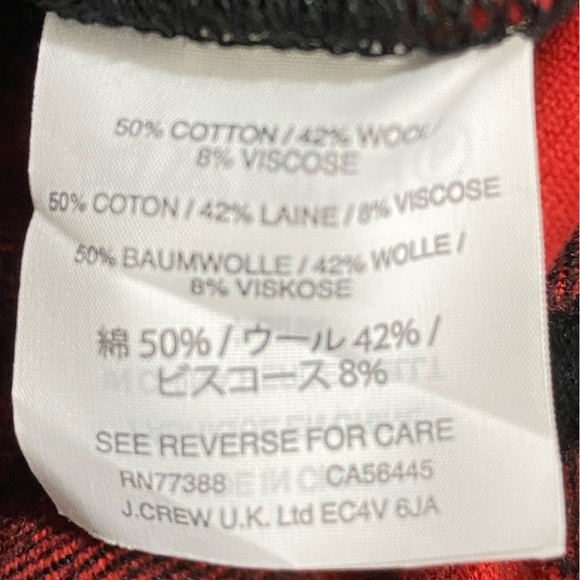 50% COTTON / 42% WOOL/
8% VISCOSE
50% COTON / 42% LAINE / 8% VISCOSE
50% BAUMWOLLE / 42% WOLLE /
8% VISKOSE
綿 50% / ウール 42% /
ビスコース 8%
SEE REVERSE FOR CARE
RN77388 CA56445
J.CREW U.K. Ltd EC4V 6JA